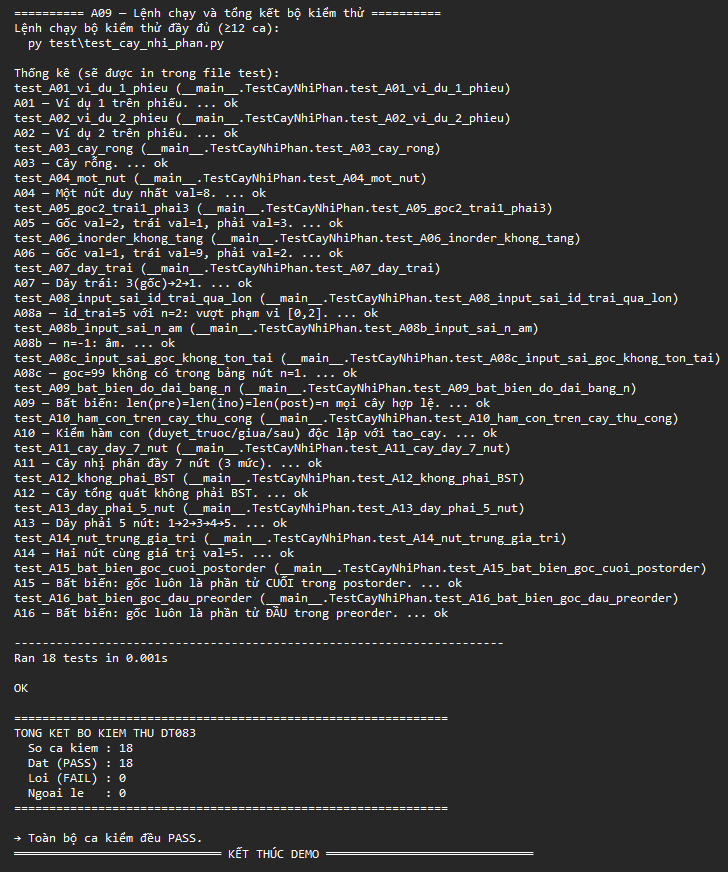 ========== A09 — Lệnh chạy và tổng kết bộ kiểm thử ==========
Lệnh chạy bộ kiểm thử đầy đủ (≥12 ca):
  py test\test_cay_nhi_phan.py

Thống kê (sẽ được in trong file test):
test_A01_vi_du_1_phieu (__main__.TestCayNhiPhan.test_A01_vi_du_1_phieu)
A01 — Ví dụ 1 trên phiếu. ... ok
test_A02_vi_du_2_phieu (__main__.TestCayNhiPhan.test_A02_vi_du_2_phieu)
A02 — Ví dụ 2 trên phiếu. ... ok
test_A03_cay_rong (__main__.TestCayNhiPhan.test_A03_cay_rong)
A03 — Cây rỗng. ... ok
test_A04_mot_nut (__main__.TestCayNhiPhan.test_A04_mot_nut)
A04 — Một nút duy nhất val=8. ... ok
test_A05_goc2_trai1_phai3 (__main__.TestCayNhiPhan.test_A05_goc2_trai1_phai3)
A05 — Gốc val=2, trái val=1, phải val=3. ... ok
test_A06_inorder_khong_tang (__main__.TestCayNhiPhan.test_A06_inorder_khong_tang)
A06 — Gốc val=1, trái val=9, phải val=2. ... ok
test_A07_day_trai (__main__.TestCayNhiPhan.test_A07_day_trai)
A07 — Dây trái: 3(gốc)→2→1. ... ok
test_A08_input_sai_id_trai_qua_lon (__main__.TestCayNhiPhan.test_A08_input_sai_id_trai_qua_lon)
A08a — id_trai=5 với n=2: vượt phạm vi [0,2]. ... ok
test_A08b_input_sai_n_am (__main__.TestCayNhiPhan.test_A08b_input_sai_n_am)
A08b — n=-1: âm. ... ok
test_A08c_input_sai_goc_khong_ton_tai (__main__.TestCayNhiPhan.test_A08c_input_sai_goc_khong_ton_tai)
A08c — goc=99 không có trong bảng nút n=1. ... ok
test_A09_bat_bien_do_dai_bang_n (__main__.TestCayNhiPhan.test_A09_bat_bien_do_dai_bang_n)
A09 — Bất biến: len(pre)=len(ino)=len(post)=n mọi cây hợp lệ. ... ok
test_A10_ham_con_tren_cay_thu_cong (__main__.TestCayNhiPhan.test_A10_ham_con_tren_cay_thu_cong)
A10 — Kiểm hàm con (duyet_truoc/giua/sau) độc lập với tao_cay. ... ok
test_A11_cay_day_7_nut (__main__.TestCayNhiPhan.test_A11_cay_day_7_nut)
A11 — Cây nhị phân đầy 7 nút (3 mức). ... ok
test_A12_khong_phai_BST (__main__.TestCayNhiPhan.test_A12_khong_phai_BST)
A12 — Cây tổng quát không phải BST. ... ok
test_A13_day_phai_5_nut (__main__.TestCayNhiPhan.test_A13_day_phai_5_nut)
A13 — Dây phải 5 nút: 1→2→3→4→5. ... ok
test_A14_nut_trung_gia_tri (__main__.TestCayNhiPhan.test_A14_nut_trung_gia_tri)
A14 — Hai nút cùng giá trị val=5. ... ok
test_A15_bat_bien_goc_cuoi_postorder (__main__.TestCayNhiPhan.test_A15_bat_bien_goc_cuoi_postorder)
A15 — Bất biến: gốc luôn là phần tử CUỐI trong postorder. ... ok
test_A16_bat_bien_goc_dau_preorder (__main__.TestCayNhiPhan.test_A16_bat_bien_goc_dau_preorder)
A16 — Bất biến: gốc luôn là phần tử ĐẦU trong preorder. ... ok

----------------------------------------------------------------------
Ran 18 tests in 0.001s

OK

==============================================================
TONG KET BO KIEM THU DT083
  So ca kiem : 18
  Dat (PASS) : 18
  Loi (FAIL) : 0
  Ngoai le   : 0
==============================================================

→ Toàn bộ ca kiểm đều PASS.
══════════════════════════════ KẾT THÚC DEMO ══════════════════════════════